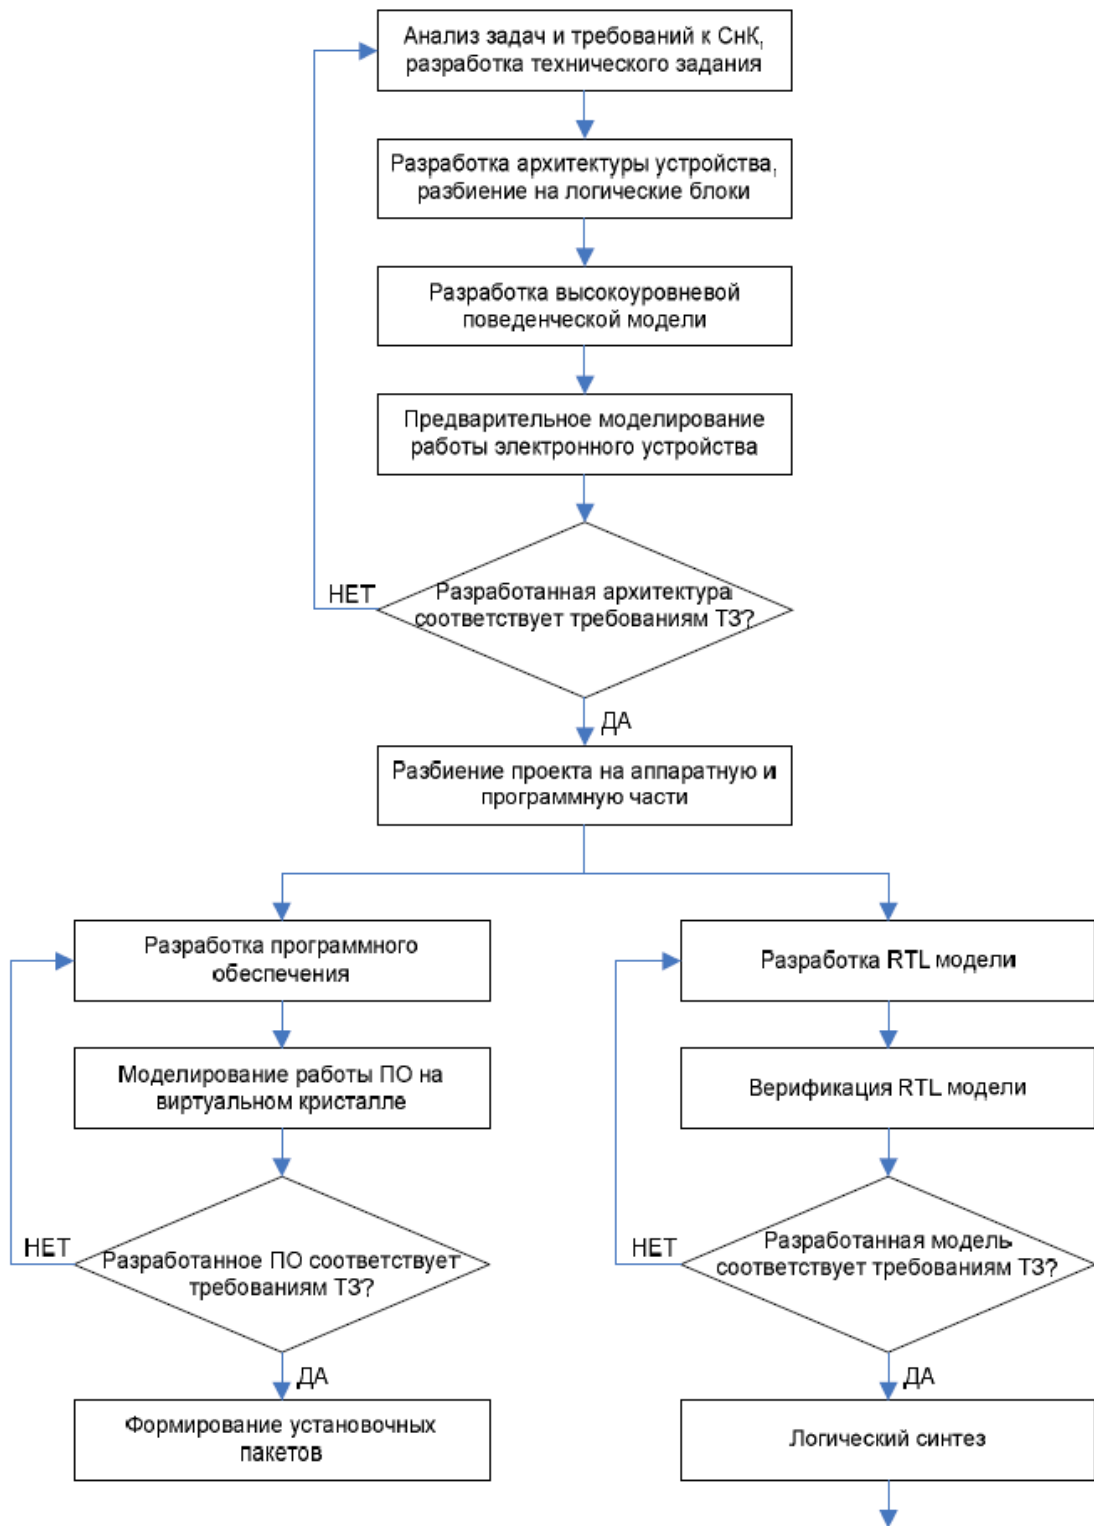 Анализ задач и требований к СнК,
разработка технического задания
Разработка архитектуры устройства,
разбиение на логические блоки
Разработка высокоуровневой
поведенческой модели
Предварительное моделирование
работы электронного устройства
НЕТ
Разработанная архитектура
соответствует требованиям ТЗ?
ДА
Разбиение проекта на аппаратную и
программную части
Разработка программного
обеспечения
Моделирование работы ПО на
виртуальном кристалле
НЕТ
Разработанное ПО соответствует
требованиям ТЗ?
ДА
Формирование установочных
пакетов
Разработка RTL модели
Верификация RTL модели
НЕТ
Разработанная модель
соответствует требованиям ТЗ?
ДА
Логический синтез